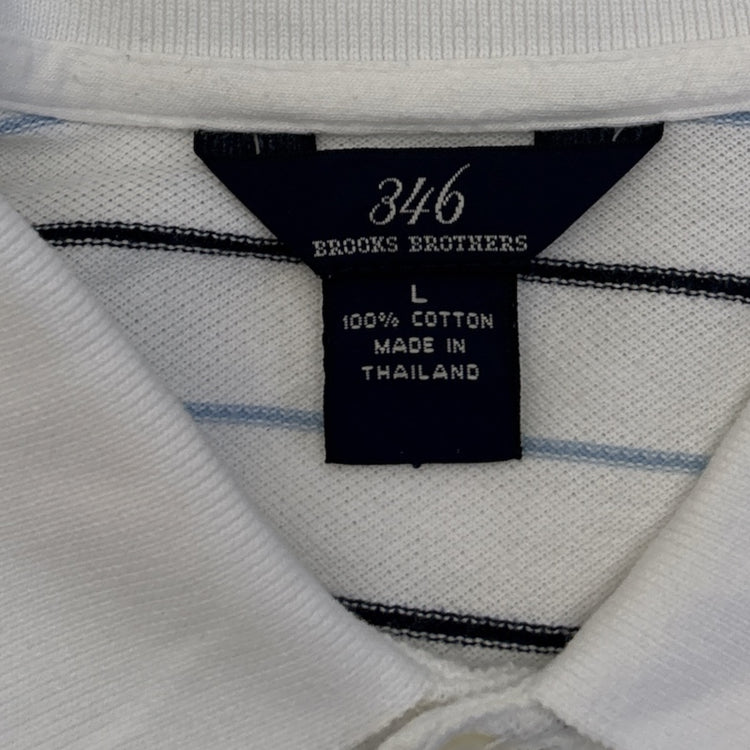 346
BROOKS BROTHERS
L
100% COTTON
MADE IN
THAILAND